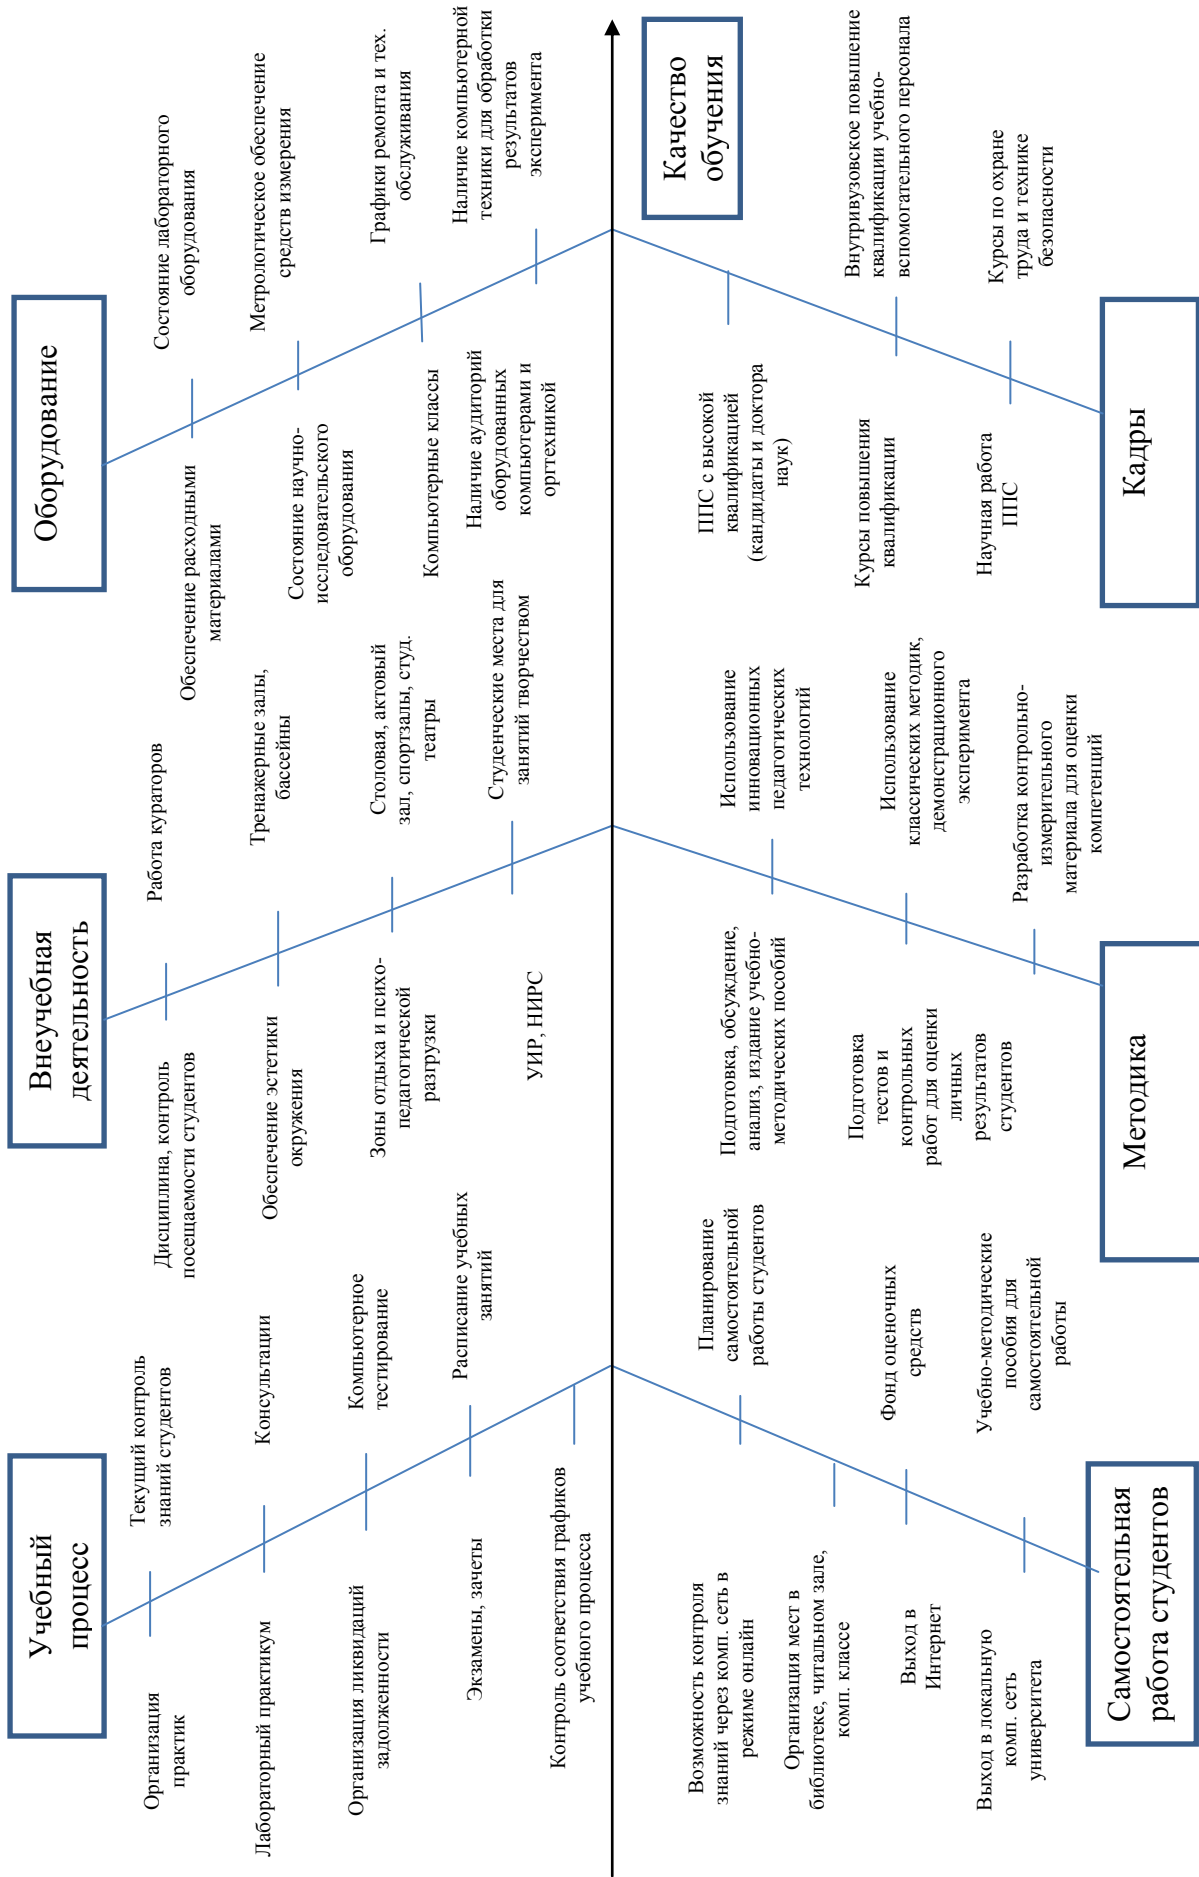 Учебный
процесс
Организация
практик
Текущий контроль
знаний студентов
Лабораторный практикум
Консультации
Организация ликвидаций
задолженности
Компьютерное
тестирование
Экзамены, зачеты
Расписание учебных
занятий
Контроль соответствия графиков
учебного процесса
Внеучебная
деятельность
Дисциплина, контроль
посещаемости студентов
Работа кураторов
Обеспечение эстетики
окружения
Тренажерные залы,
бассейны
Зоны отдыха и психо-
педагогической
разгрузки
Столовая, актовый
зал, спортзалы, студ.
театры
УИР, НИРС
Студенческие места для
занятий творчеством
Оборудование
Обеспечение расходными
материалами
Состояние лабораторного
оборудования
Состояние научно-
исследовательского
оборудования
Метрологическое обеспечение
средств измерения
Компьютерные классы
Графики ремонта и тех.
обслуживания
Наличие аудиторий
оборудованных
компьютерами и
оргтехникой
Наличие компьютерной
техники для обработки
результатов
эксперимента
Качество
обучения
Возможность контроля
знаний через комп. сеть в
режиме онлайн
Планирование
самостоятельной
работы студентов
Организация мест в
библиотеке, читальном зале,
комп. классе
Выход в
Интернет
Фонд оценочных
средств
Выход в локальную
комп. сеть
университета
Учебно-методические
пособия для
самостоятельной
работы
Самостоятельная
работа студентов
Подготовка, обсуждение,
анализ, издание учебно-
методических пособий
Использование
инновационных
педагогических
технологий
Подготовка
тестов и
контрольных
работ для оценки
личных
результатов
студентов
Использование
классических методик,
демонстрационного
эксперимента
Разработка контрольно-
измерительного
материала для оценки
компетенций
Методика
ППС с высокой
квалификацией
(кандидаты и доктора
наук)
Курсы повышения
квалификации
Внутривузовское повышение
квалификации учебно-
вспомогательного персонала
Научная работа
ППС
Курсы по охране
труда и технике
безопасности
Кадры